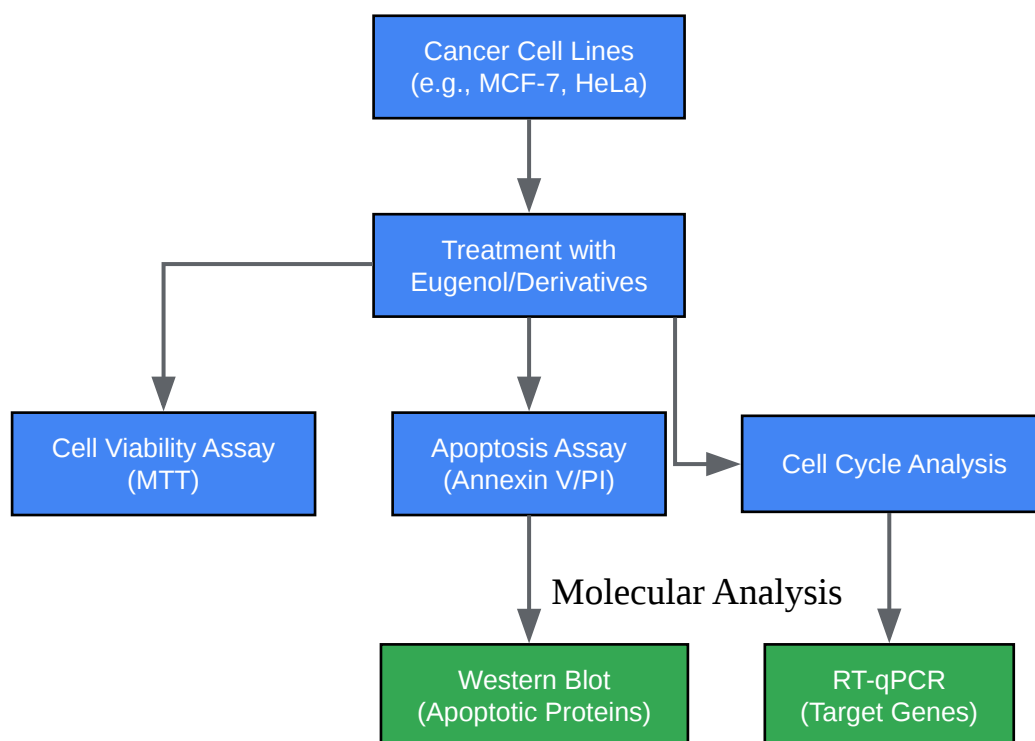 Cancer Cell Lines
(e.g., MCF-7, HeLa)
Treatment with
Eugenol/Derivatives
Cell Viability Assay
(MTT)
Apoptosis Assay
(Annexin V/PI)
Cell Cycle Analysis
Molecular Analysis
Western Blot
(Apoptotic Proteins)
RT-qPCR
(Target Genes)